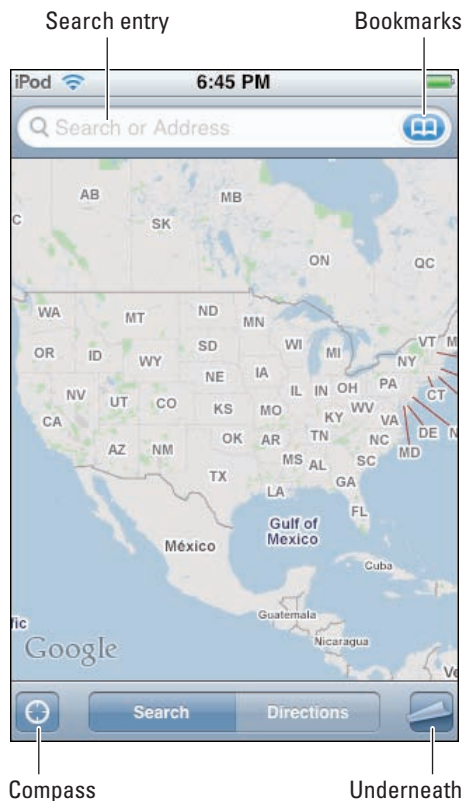 Search entry
Bookmarks
iPod 6:45 PM
Search or Address
C AB SK MB ON QC
WA MT ND MN WI MI VT M
OR ID WY SD NY
NV UT CO NE IA IL IN OH PA CT
CA KS MO KY WV VA DE N
AZ NM OK AR TN NC MD
TX MS AL SC
LA GA
FL
Gulf of
Mexico
México
Cuba
fic
Guatemala
Google
Nicaragua
Ve
Search Directions
Compass
Underneath